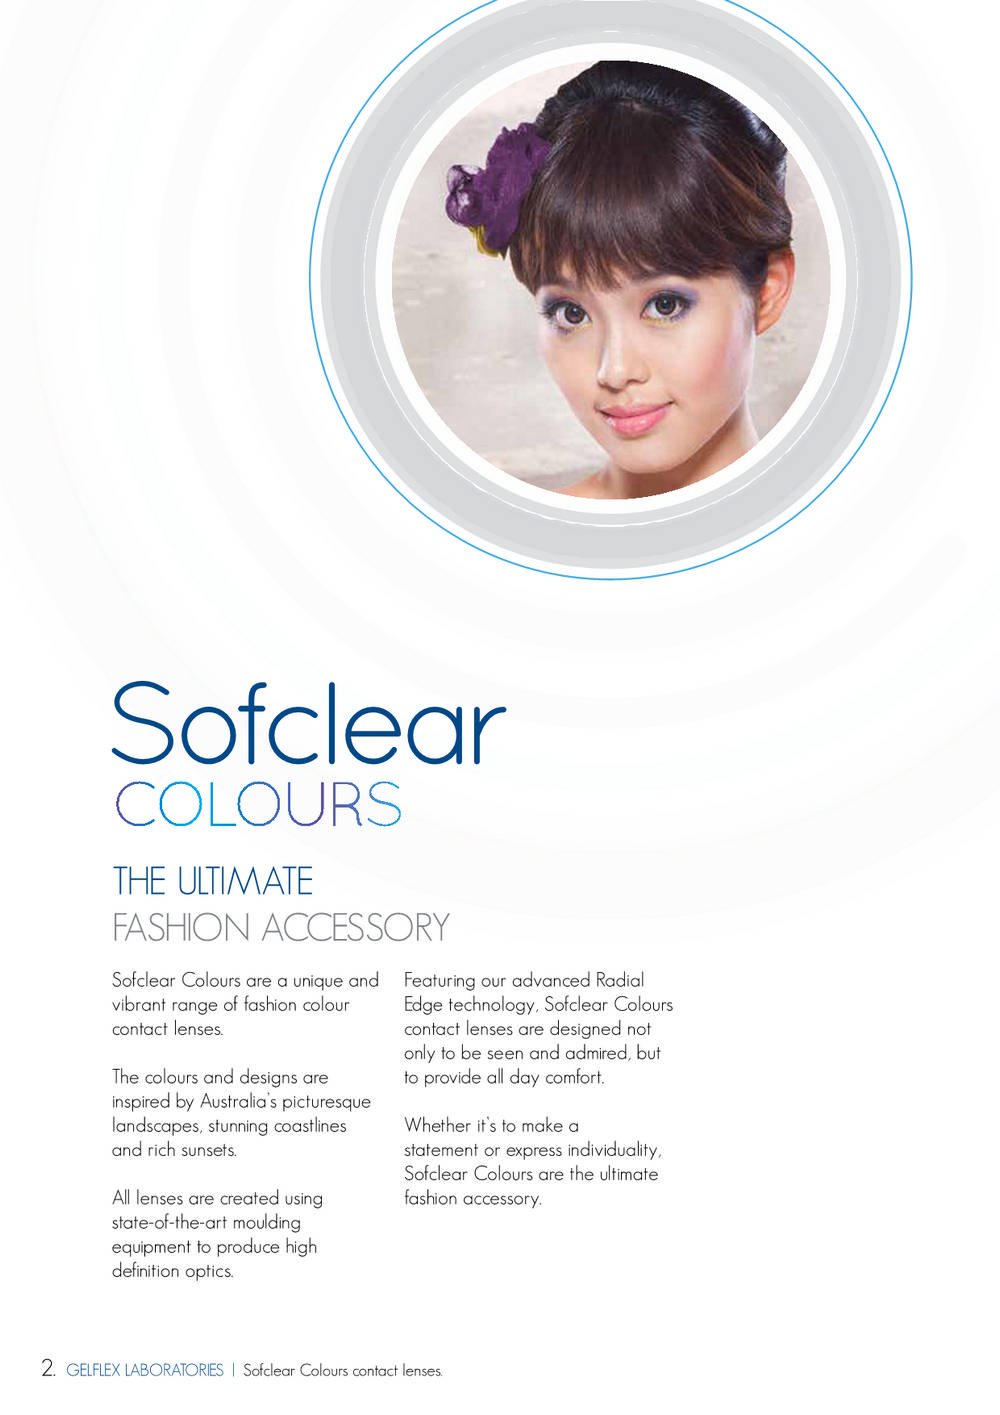 Sofclear
COLOURS
THE ULTIMATE
FASHION ACCESSORY
Sofclear Colours are a unique and
vibrant range of fashion colour
contact lenses.
The colours and designs are
inspired by Australia's picturesque
landscapes, stunning coastlines
and rich sunsets.
All lenses are created using
state-of-the-art moulding
equipment to produce high
definition optics.
Featuring our advanced Radial
Edge technology, Sofclear Colours
contact lenses are designed not
only to be seen and admired, but
to provide all day comfort.
Whether it's to make a
statement or express individuality,
Sofclear Colours are the ultimate
fashion accessory.
2. GELFLEX LABORATORIES | Sofclear Colours contact lenses.